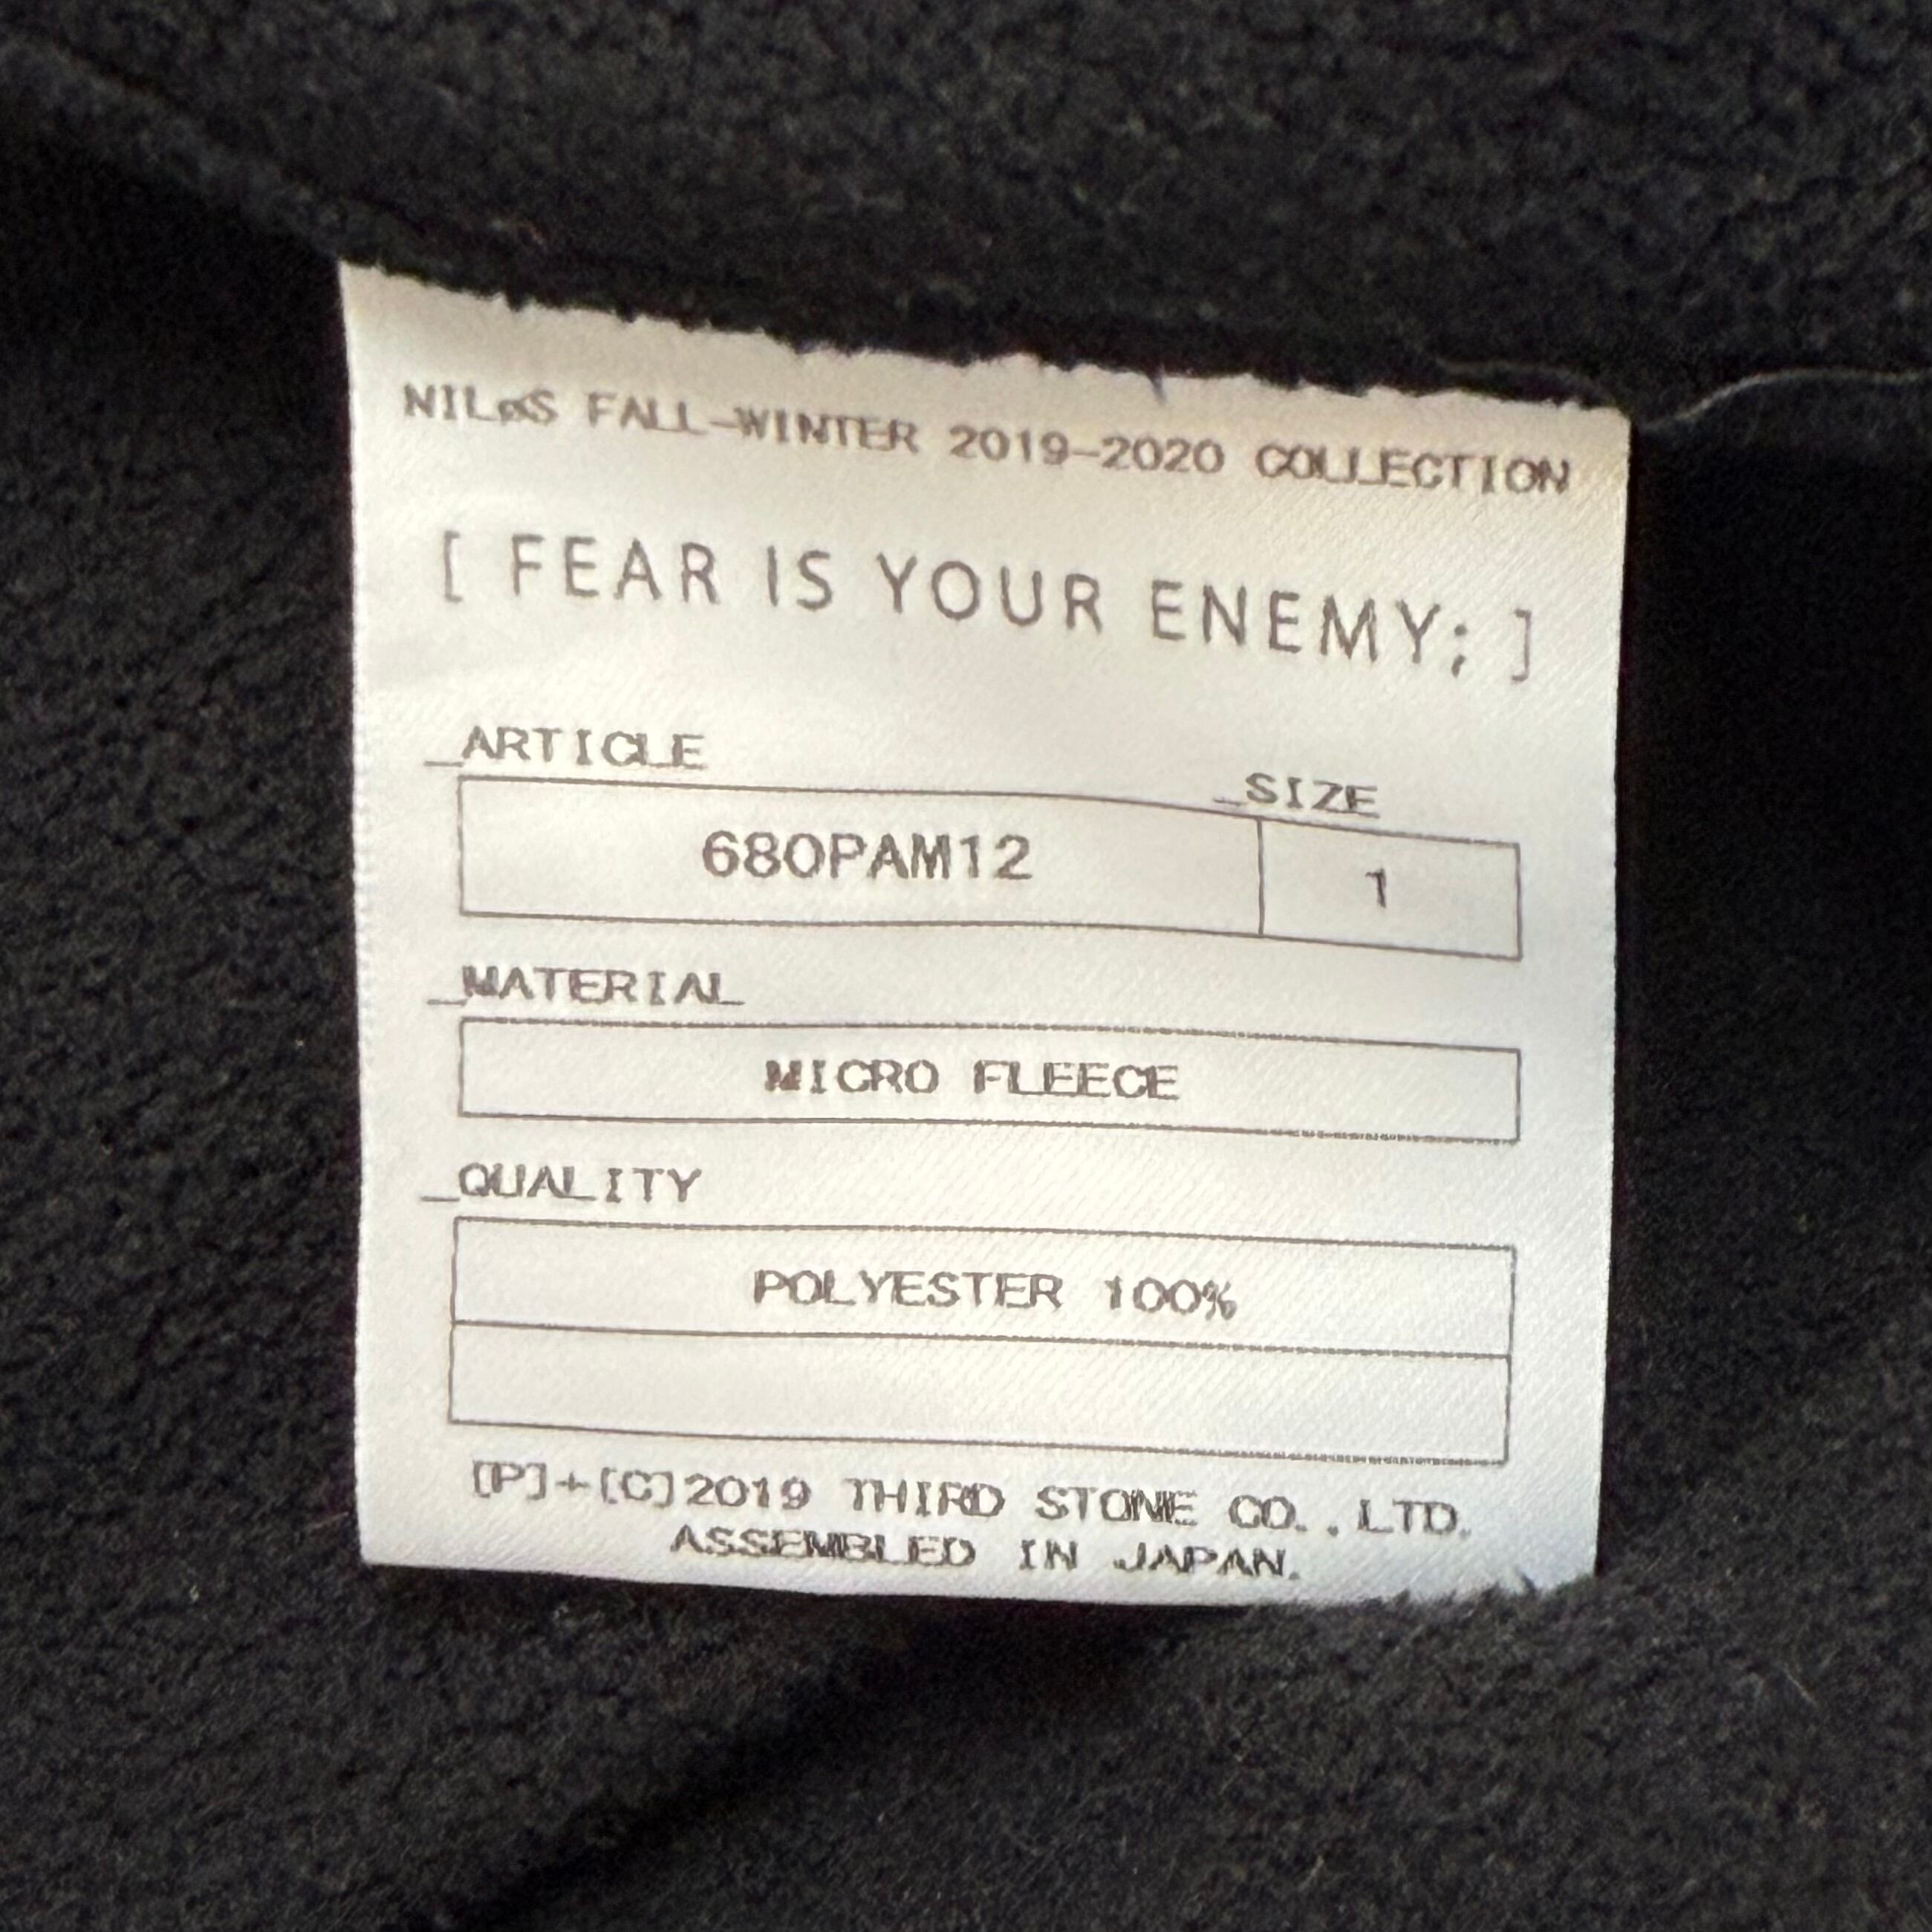 NILøS FALL-WINTER 2019-2020 COLLECTION
[ FEAR IS YOUR ENEMY; ]
_ARTICLE
_SIZE
680PAM12
1
_MATERIAL
MICRO FLEECE
_QUALITY
POLYESTER 100%
[P]+[C]2019 THIRD STONE CO.,LTD.
ASSEMBLED IN JAPAN.